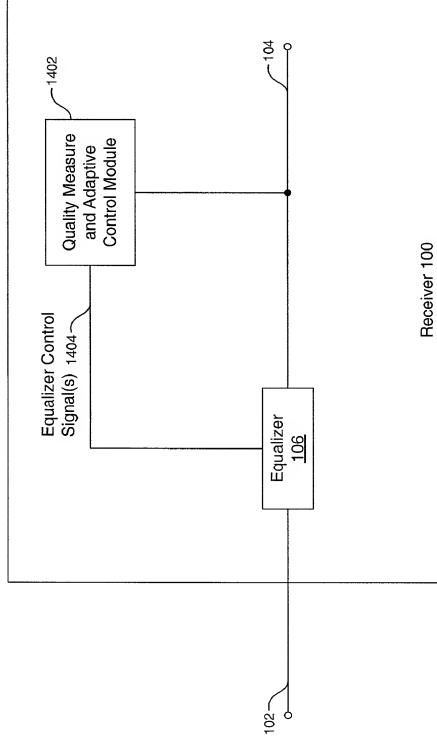 1402
Quality Measure
and Adaptive
Control Module
Equalizer Control
Signal(s) 1404
104
Equalizer
106
102
Receiver 100